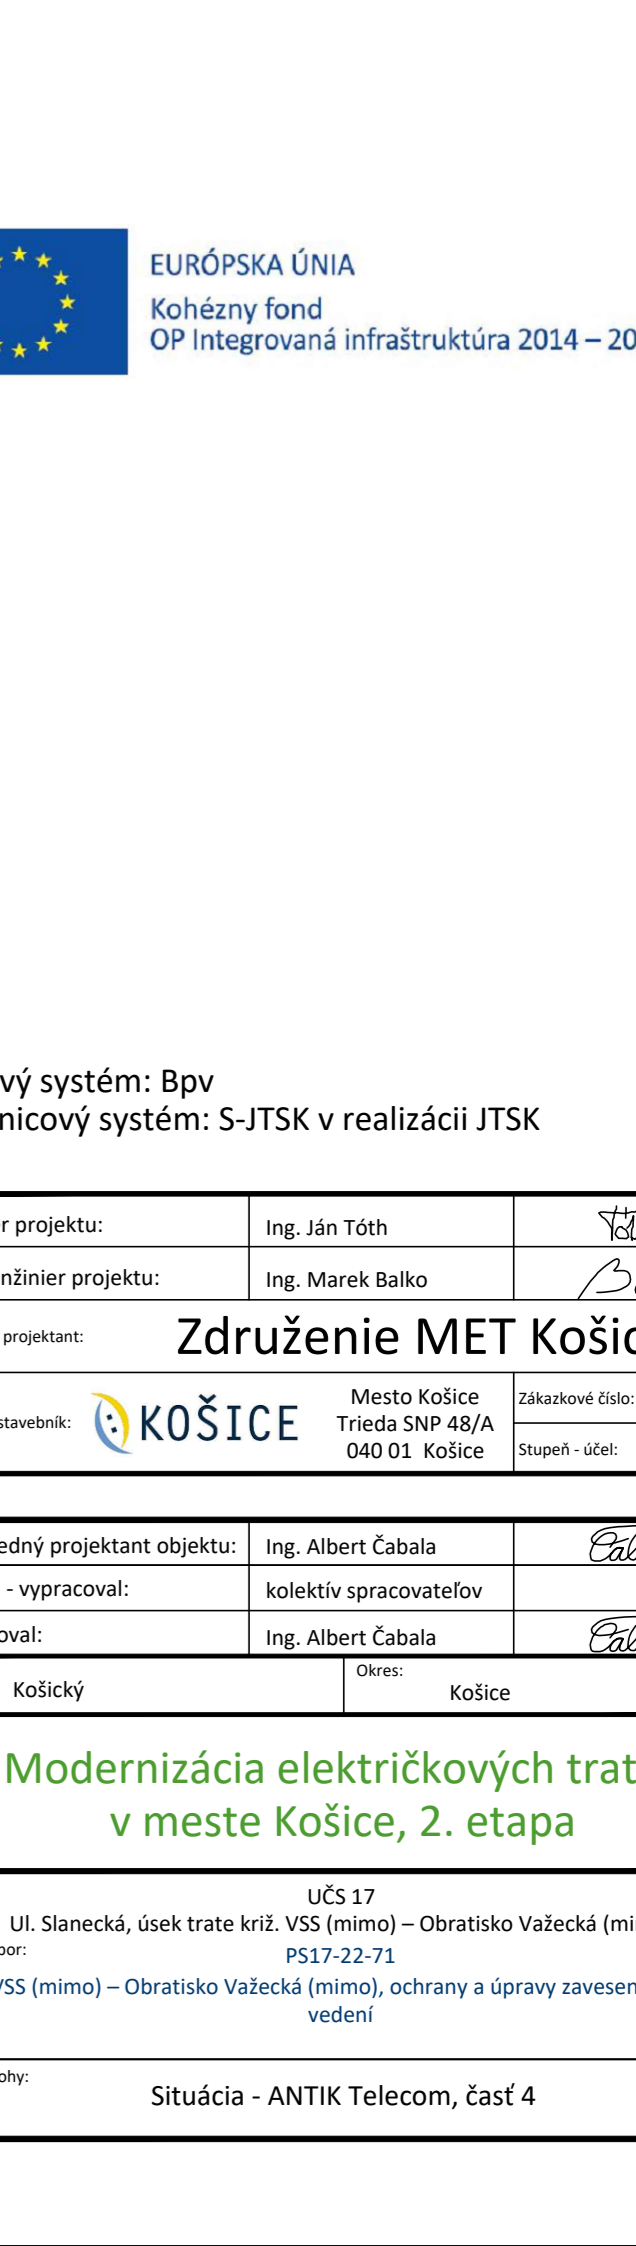 EURÓPSKA ÚNIA
Kohézny fond
OP Integrovaná infraštruktúra 2014 – 20
vý systém: Bpv
nicový systém: S-JTSK v realizácii JTSK
r projektu: Ing. Ján Tóth
nžinier projektu: Ing. Marek Balko
projektant: Združenie MET Košic
stavebník: KOŠICE
Mesto Košice
Trieda SNP 48/A
040 01 Košice
Zákazkové číslo:
Stupeň - účel:
edný projektant objektu: Ing. Albert Čabala
- vypracoval: kolektív spracovateľov
oval: Ing. Albert Čabala
Košický Okres: Košice
Modernizácia električkových trat
v meste Košice, 2. etapa
UČS 17
Ul. Slanecká, úsek trate križ. VSS (mimo) – Obratisko Važecká (mi
bor: PS17-22-71
VSS (mimo) – Obratisko Važecká (mimo), ochrany a úpravy zavesen
vedení
ohy: Situácia - ANTIK Telecom, časť 4